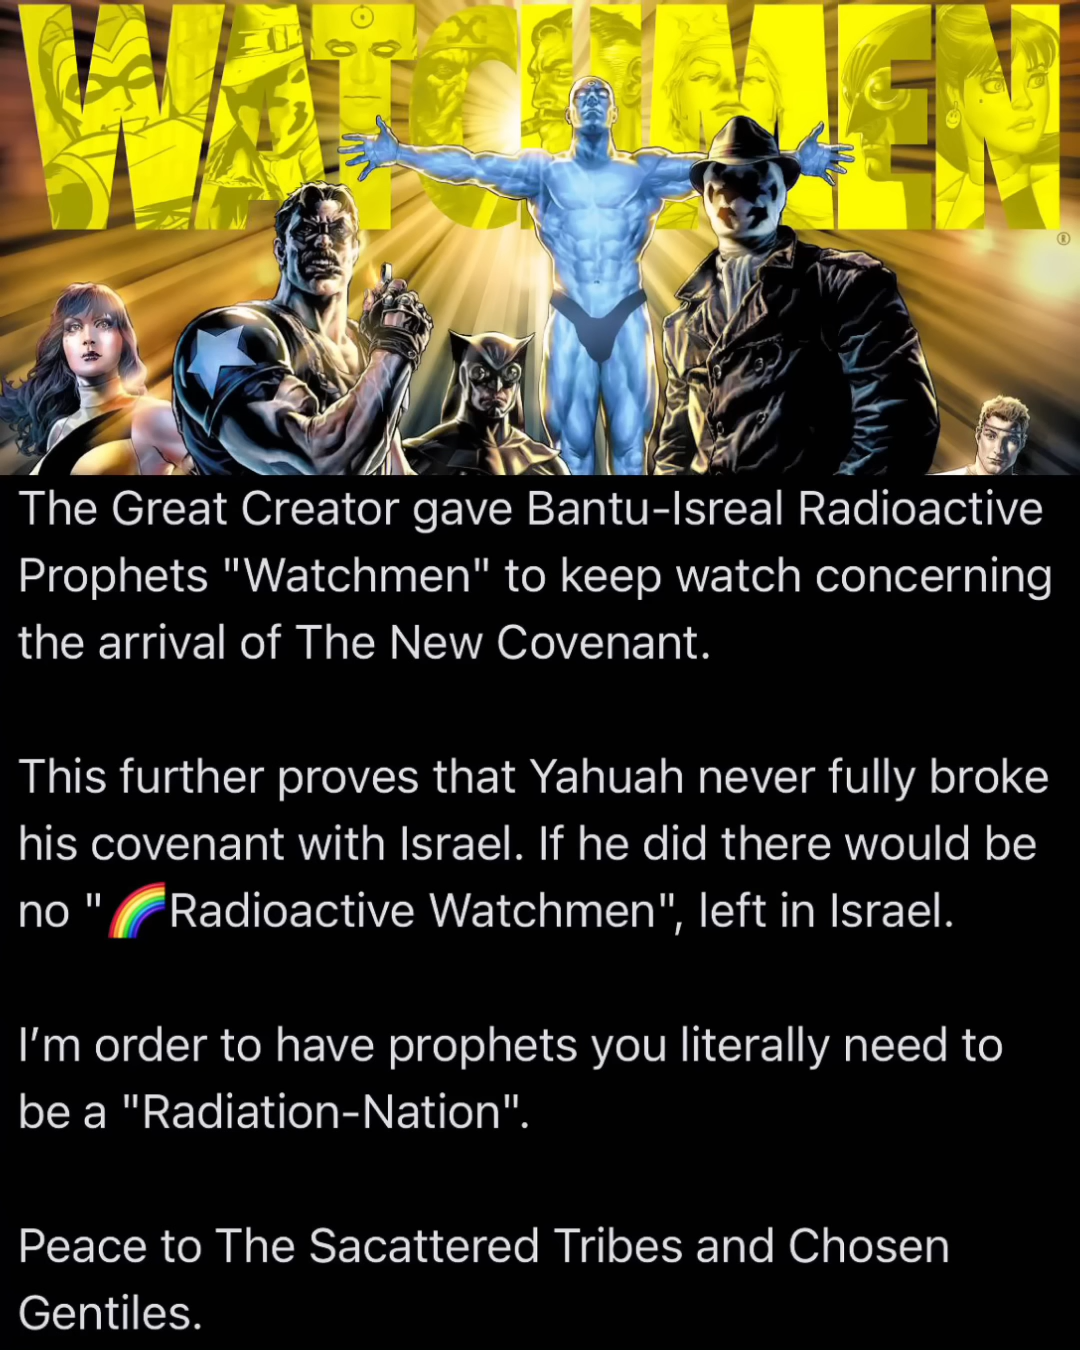 WATCHMEN
®
The Great Creator gave Bantu-Isreal Radioactive
Prophets "Watchmen" to keep watch concerning
the arrival of The New Covenant.
This further proves that Yahuah never fully broke
his covenant with Israel. If he did there would be
no "🌈Radioactive Watchmen", left in Israel.
I’m order to have prophets you literally need to
be a "Radiation-Nation".
Peace to The Sacattered Tribes and Chosen
Gentiles.